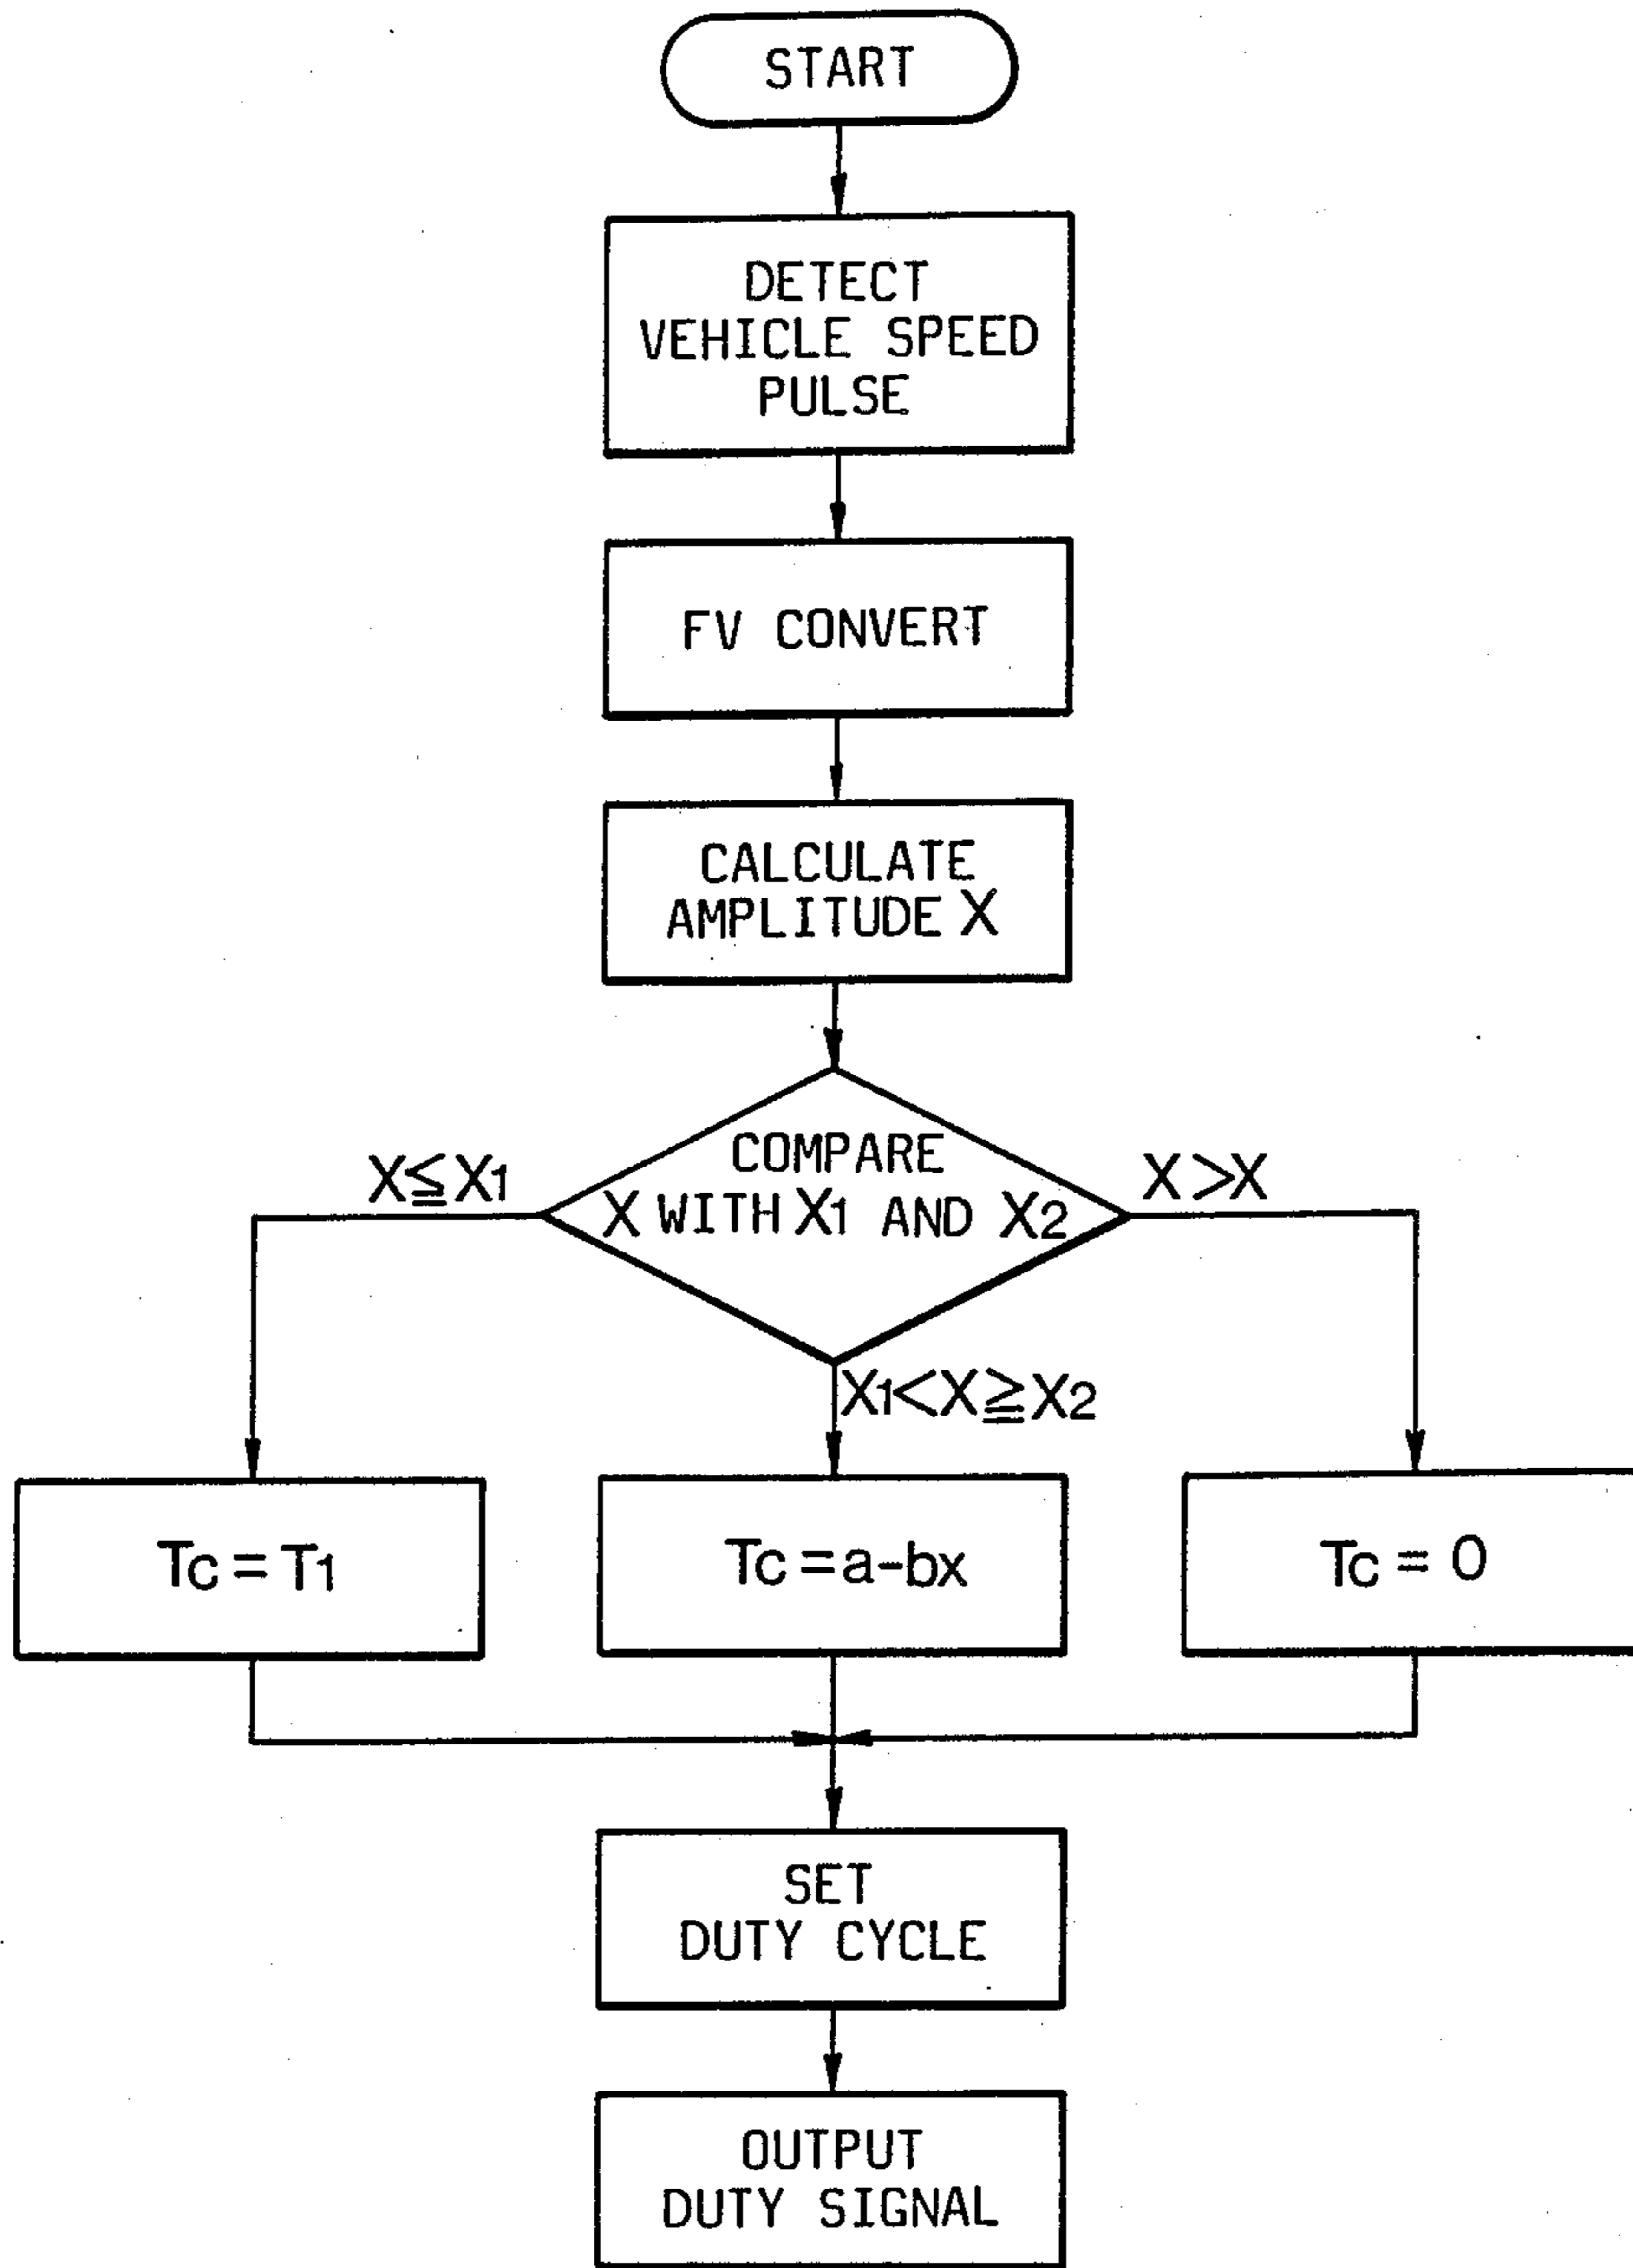 START
DETECT
VEHICLE SPEED
PULSE
FV CONVERT
CALCULATE
AMPLITUDE X
COMPARE
X WITH X1 AND X2
X≦X1
X>X
X1<X≧X2
Tc=T1
Tc=a-bx
Tc=0
SET
DUTY CYCLE
OUTPUT
DUTY SIGNAL